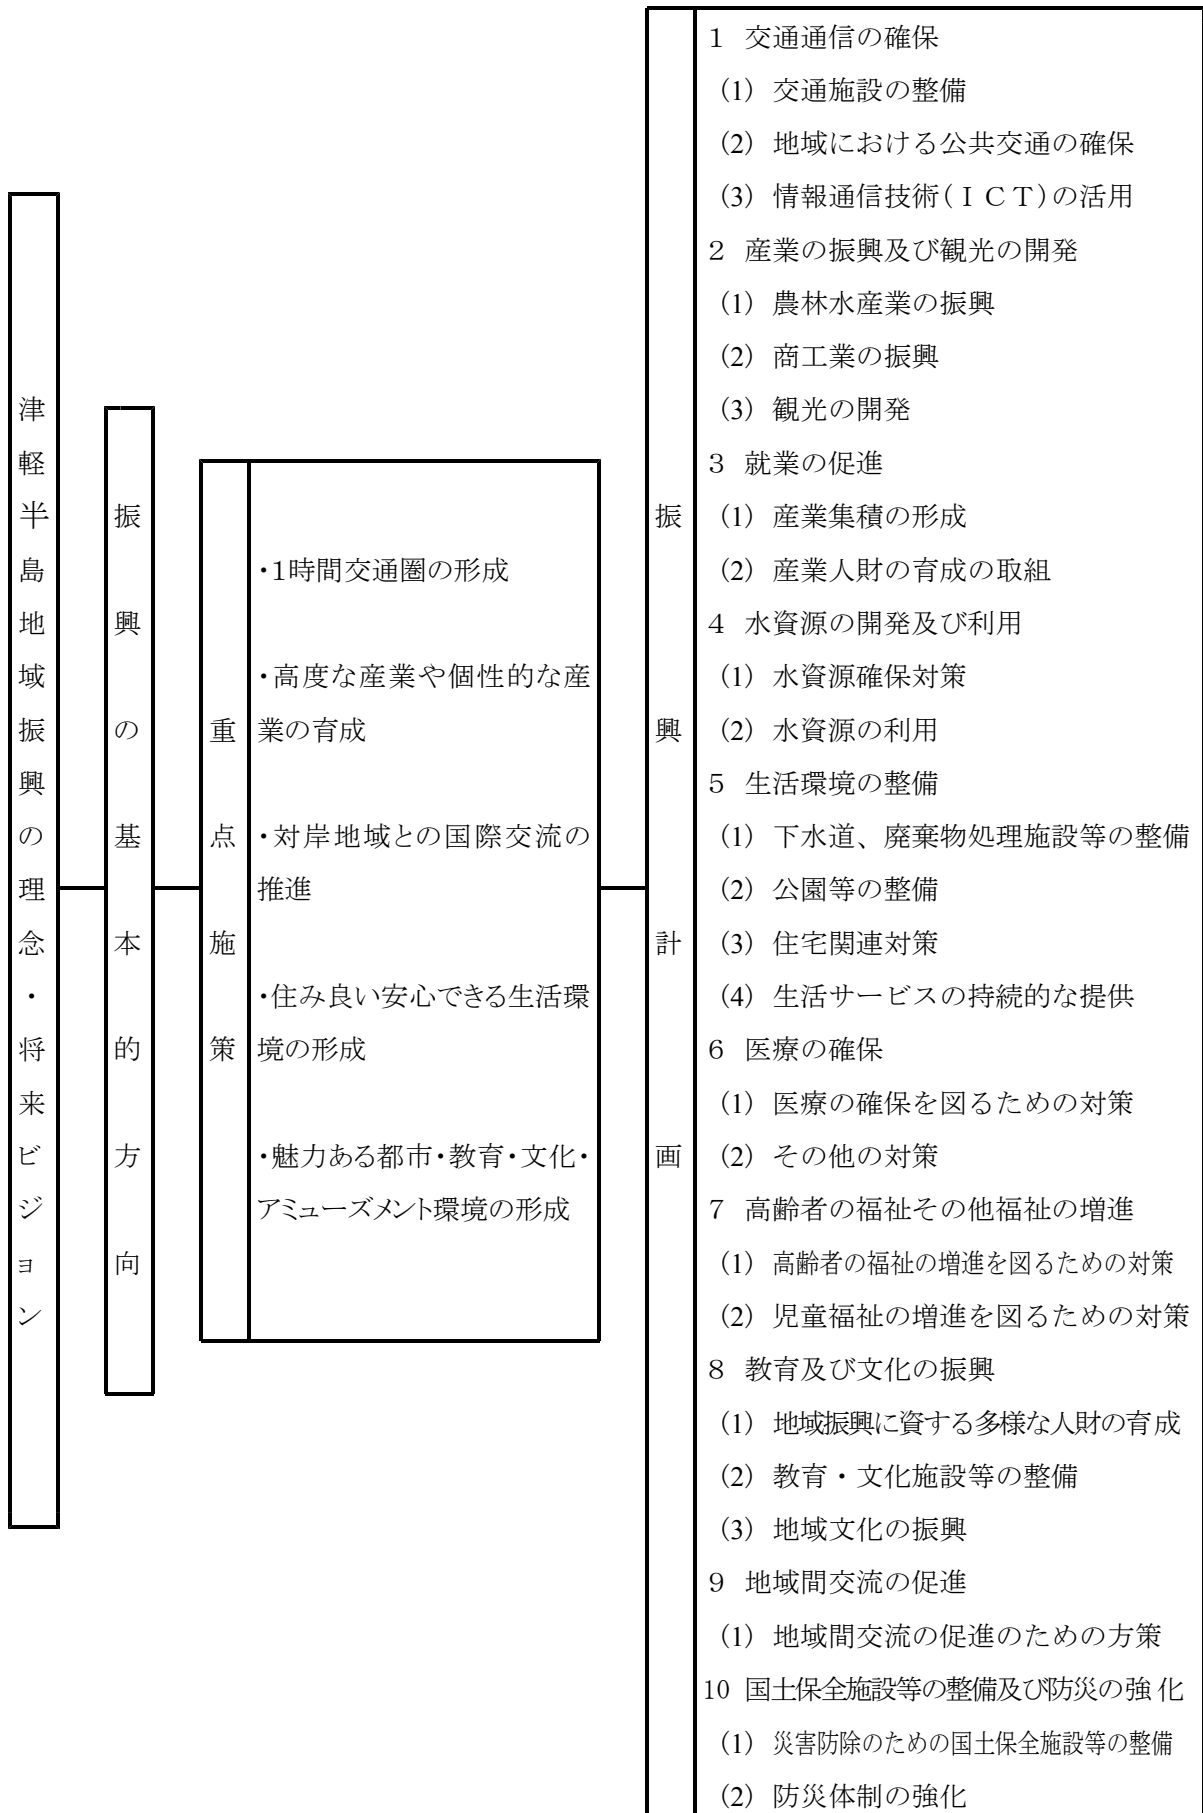 津軽半島地域振興の理念・将来ビジョン
振興の基本的方向
重点施策
・1時間交通圏の形成
・高度な産業や個性的な産
業の育成
・対岸地域との国際交流の
推進
・住み良い安心できる生活環
境の形成
・魅力ある都市・教育・文化・
アミューズメント環境の形成
振興計画
１ 交通通信の確保
(1) 交通施設の整備
(2) 地域における公共交通の確保
(3) 情報通信技術(ＩＣＴ)の活用
２ 産業の振興及び観光の開発
(1) 農林水産業の振興
(2) 商工業の振興
(3) 観光の開発
３ 就業の促進
(1) 産業集積の形成
(2) 産業人財の育成の取組
４ 水資源の開発及び利用
(1) 水資源確保対策
(2) 水資源の利用
５ 生活環境の整備
(1) 下水道、廃棄物処理施設等の整備
(2) 公園等の整備
(3) 住宅関連対策
(4) 生活サービスの持続的な提供
６ 医療の確保
(1) 医療の確保を図るための対策
(2) その他の対策
７ 高齢者の福祉その他福祉の増進
(1) 高齢者の福祉の増進を図るための対策
(2) 児童福祉の増進を図るための対策
８ 教育及び文化の振興
(1) 地域振興に資する多様な人財の育成
(2) 教育・文化施設等の整備
(3) 地域文化の振興
９ 地域間交流の促進
(1) 地域間交流の促進のための方策
10 国土保全施設等の整備及び防災の強化
(1) 災害防除のための国土保全施設等の整備
(2) 防災体制の強化